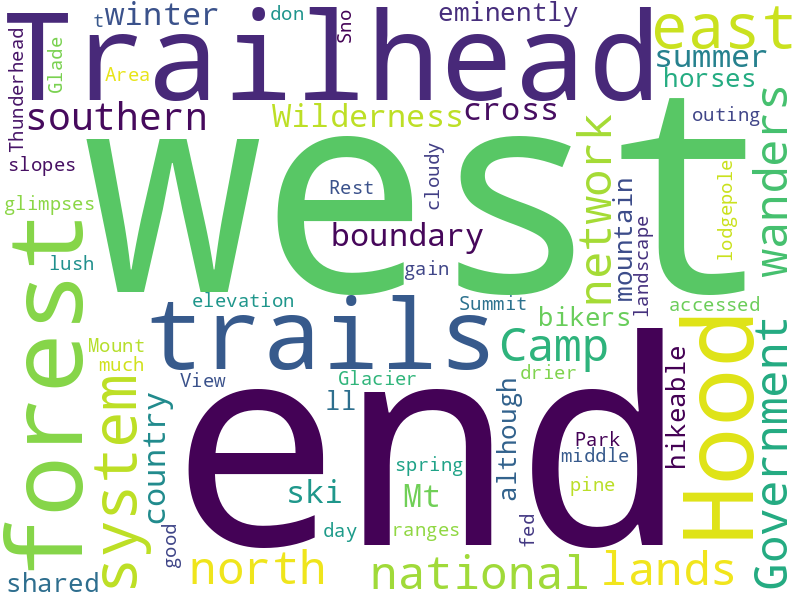 Trailhead
t
winter
don
Sno
eminently
east
summer
horses
Thunderhead
Glade
Area
southern
Wilderness
cross
outing
slopes
west
network
wanders
glimpses
Rest
cloudy
boundary
mountain
landscape
lodgepole
forest
lush
gain
elevation
Summit
accessed
trails
bikers
Camp
Mount
much
View
Glacier
drier
Hood
Government
system
country
ll
end
although
hikeable
Park
middle
spring
ski
Mt
pine
day
ranges
fed
good
north
national
lands
shared